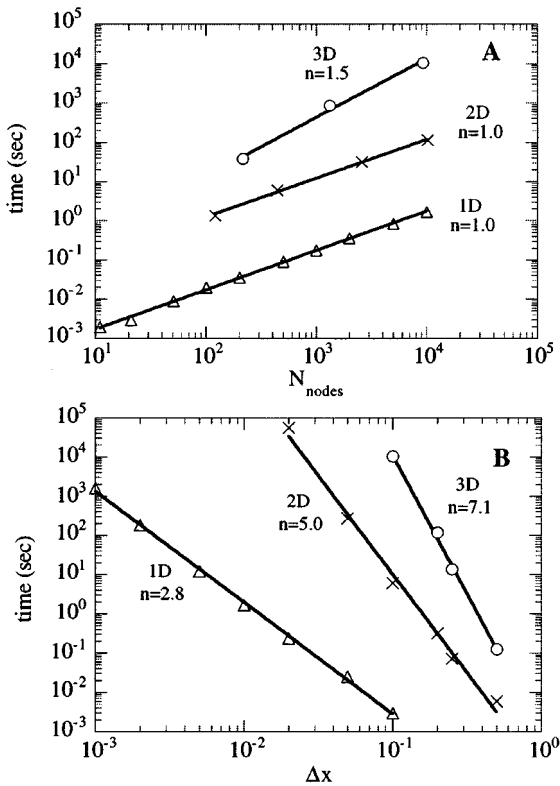 A
10^5
10^4
10^3
10^2
10^1
10^0
10^-1
10^-2
10^-3
time (sec)
3D
n=1.5
2D
n=1.0
1D
n=1.0
10^1 10^2 10^3 10^4 10^5
N_nodes
B
10^5
10^4
10^3
10^2
10^1
10^0
10^-1
10^-2
10^-3
time (sec)
3D
n=7.1
2D
n=5.0
1D
n=2.8
10^-3 10^-2 10^-1 10^0
Δx